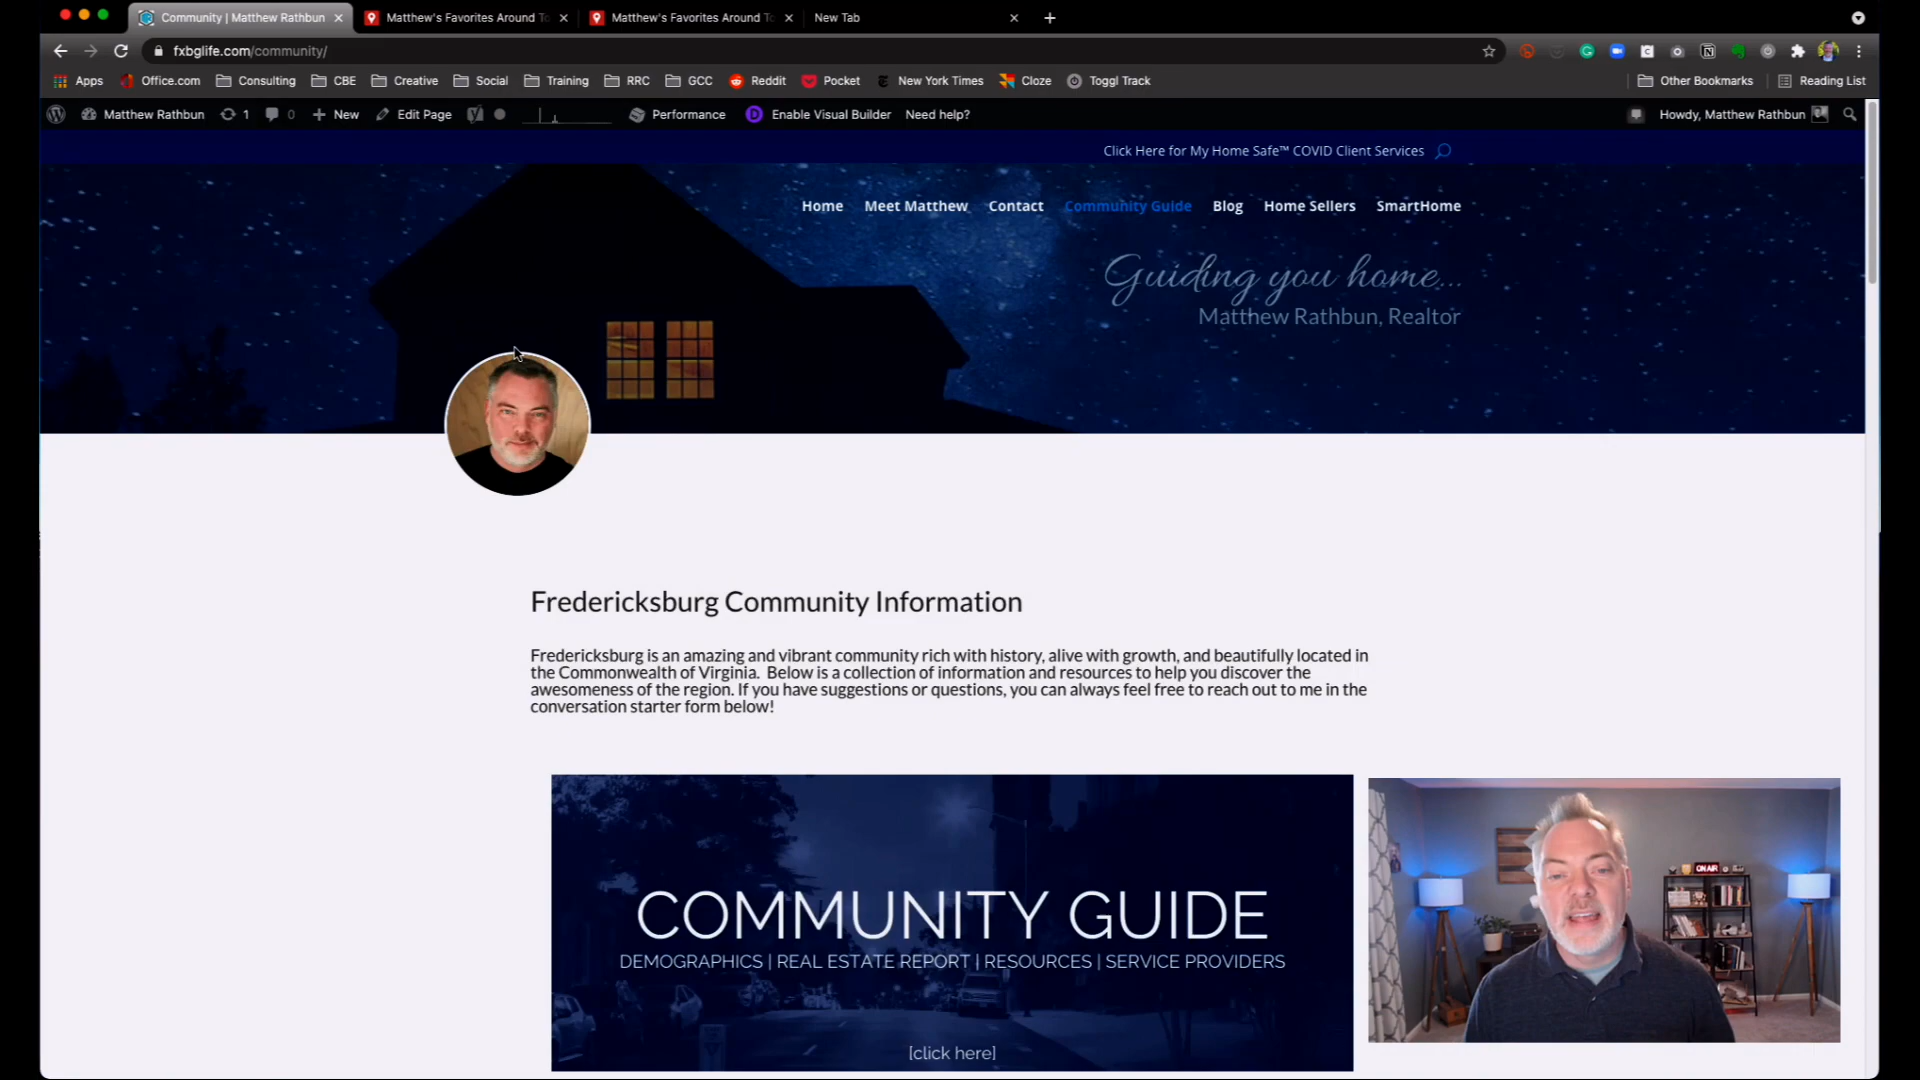 Community | Matthew Rathbun
Matthew's Favorites Around To
Matthew's Favorites Around To
New Tab
fxbglife.com/community/
Apps
Office.com
Consulting
CBE
Creative
Social
Training
RRC
GCC
Reddit
Pocket
New York Times
Cloze
Toggl Track
Other Bookmarks
Reading List
Matthew Rathbun
1
0
New
Edit Page
Performance
Enable Visual Builder
Need help?
Howdy, Matthew Rathbun
Click Here for My Home Safe™ COVID Client Services
Home
Meet Matthew
Contact
Community Guide
Blog
Home Sellers
SmartHome
Guiding you home...
Matthew Rathbun, Realtor
Fredericksburg Community Information
Fredericksburg is an amazing and vibrant community rich with history, alive with growth, and beautifully located in
the Commonwealth of Virginia. Below is a collection of information and resources to help you discover the
awesomeness of the region. If you have suggestions or questions, you can always feel free to reach out to me in the
conversation starter form below!
COMMUNITY GUIDE
DEMOGRAPHICS | REAL ESTATE REPORT | RESOURCES | SERVICE PROVIDERS
[click here]
ON AIR